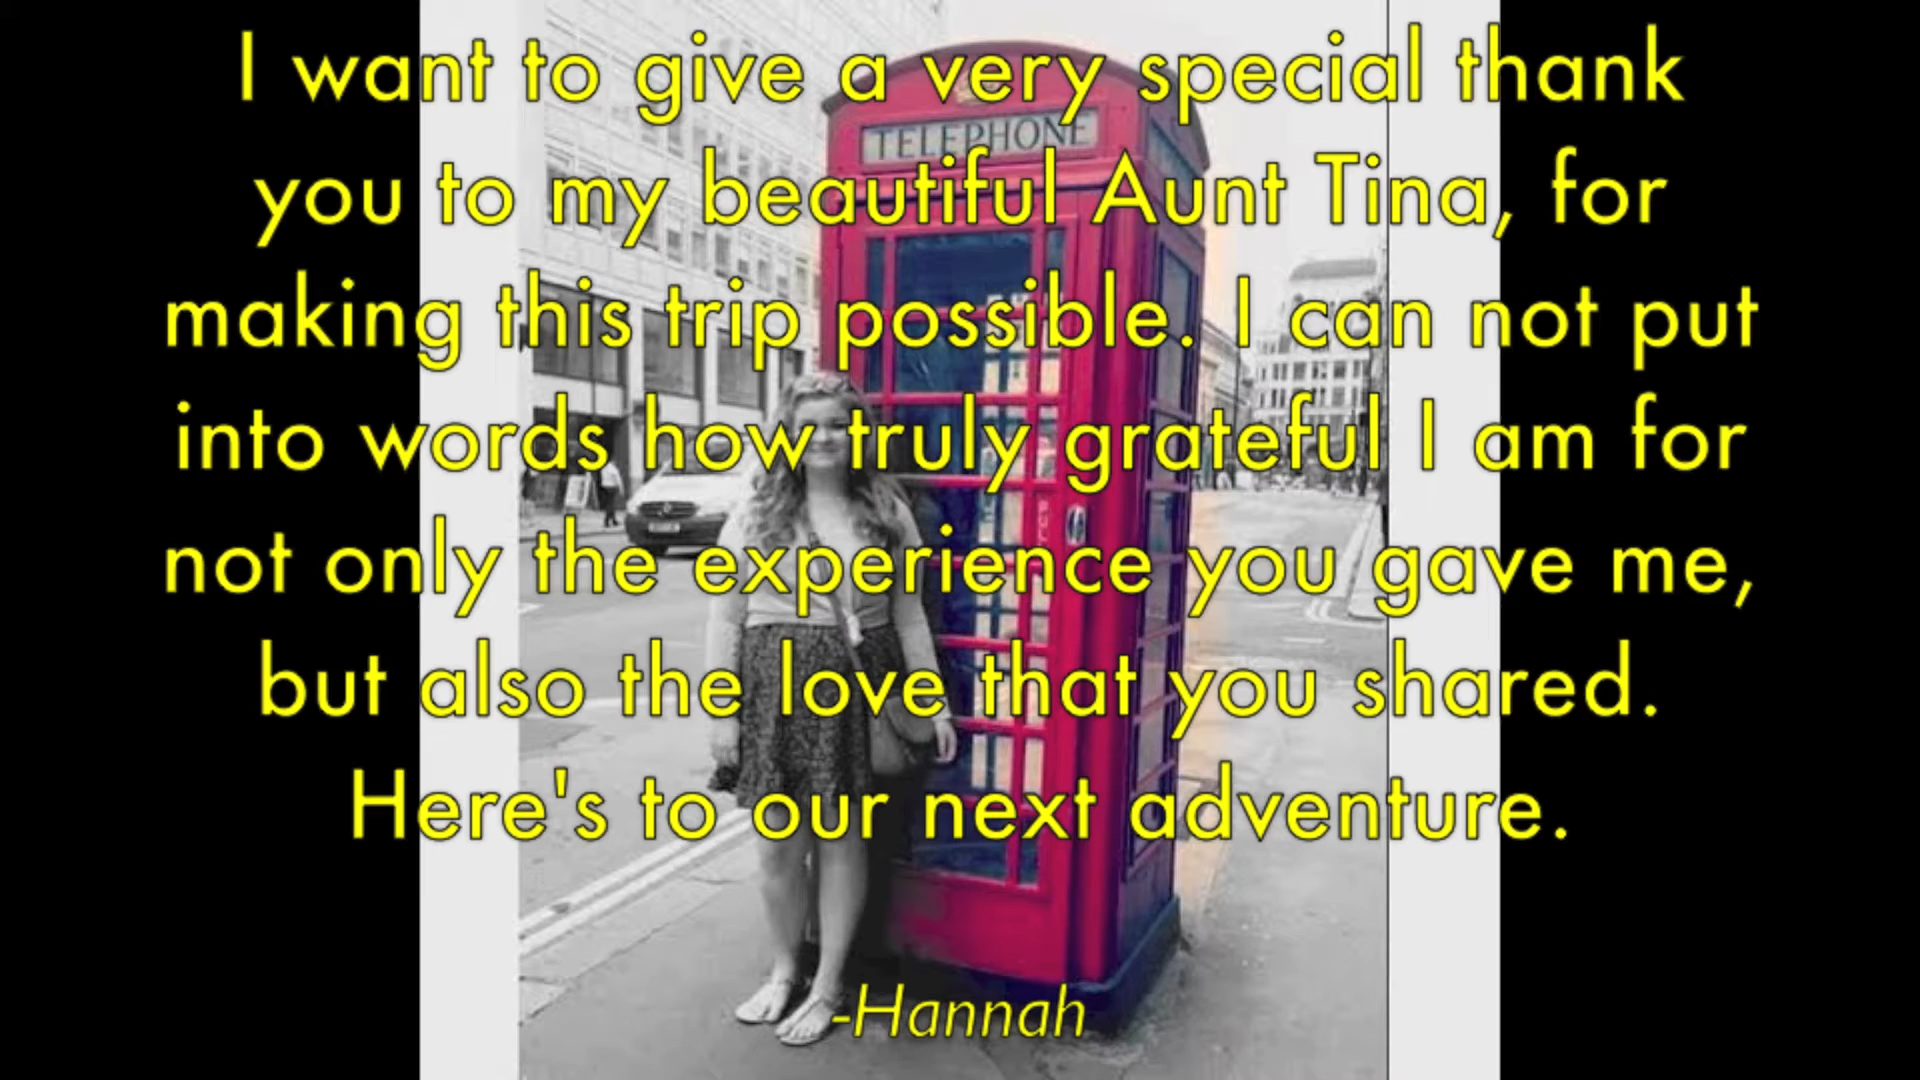 I want to give a very special thank
you to my beautiful Aunt Tina, for
making this trip possible. I can not put
into words how truly grateful I am for
not only the experience you gave me,
but also the love that you shared.
Here's to our next adventure.
-Hannah
TELEPHONE